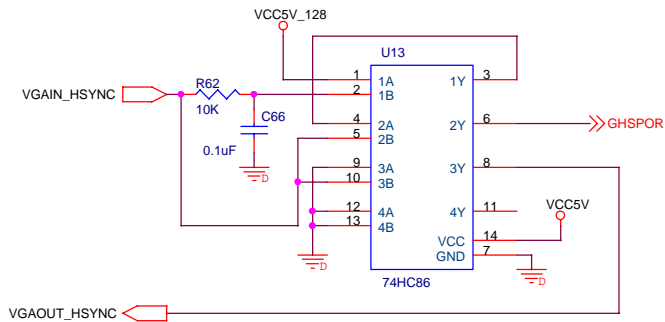 VCC5V_128
U13
R62
VGAIN_HSYNC
10K
C66
0.1uF
D
1 1A 1Y 3
2 1B
4 2A 2Y 6
GHSPOR
5 2B
9 3A 3Y 8
10 3B
12 4A 4Y 11
13 4B
VCC5V
VCC 14
GND 7
D
D
74HC86
VGAOUT_HSYNC